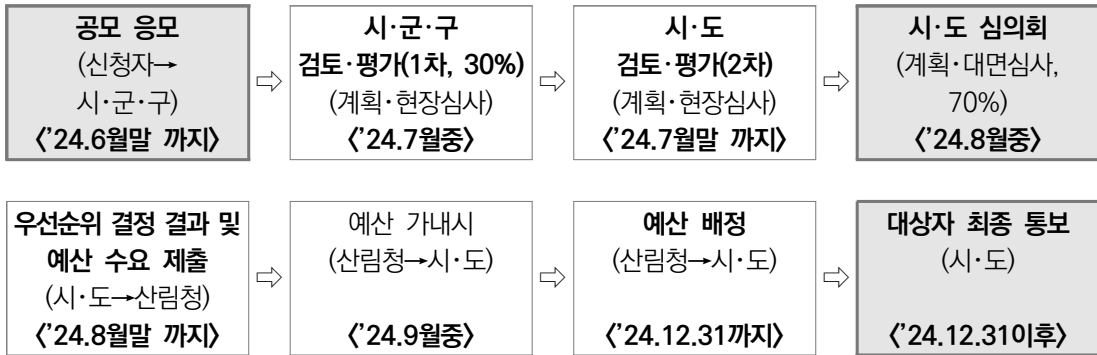 공모 응모
(신청자→
시·군·구)
<'24.6월말 까지>
⇨
시·군·구
검토·평가(1차, 30%)
(계획·현장심사)
<'24.7월중>
⇨
시·도
검토·평가(2차)
(계획·현장심사)
<'24.7월말 까지>
⇨
시·도 심의회
(계획·대면심사,
70%)
<'24.8월중>
우선순위 결정 결과 및
예산 수요 제출
(시·도→산림청)
<'24.8월말 까지>
⇨
예산 가내시
(산림청→시·도)
<'24.9월중>
⇨
예산 배정
(산림청→시·도)
<'24.12.31까지>
⇨
대상자 최종 통보
(시·도)
<'24.12.31이후>